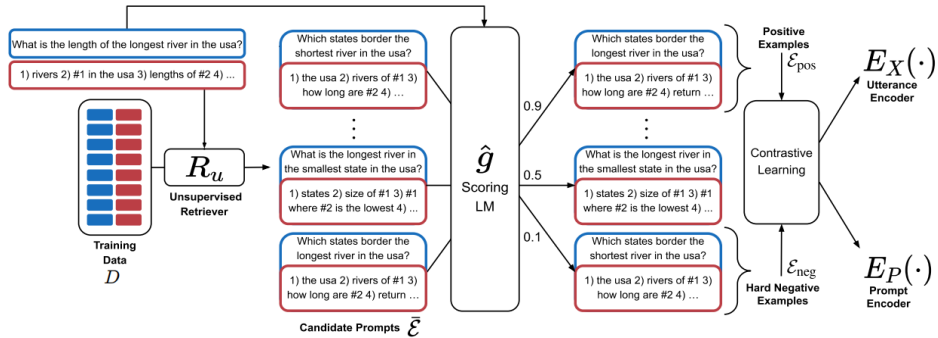 What is the length of the longest river in the usa?
1) rivers 2) #1 in the usa 3) lengths of #2 4) ...
Training
Data
D
R_u
Unsupervised
Retriever
Which states border the
shortest river in the usa?
1) the usa 2) rivers of #1 3)
how long are #2 4) ...
What is the longest river in
the smallest state in the usa?
1) states 2) size of #1 3) #1
where #2 is the lowest 4) ...
Which states border the
longest river in the usa?
1) the usa 2) rivers of #1 3)
how long are #2 4) return ...
Candidate Prompts Ɛ̄
ĝ
Scoring
LM
0.9
0.5
0.1
Which states border the
longest river in the usa?
1) the usa 2) rivers of #1 3)
how long are #2 4) return ...
What is the longest river in
the smallest state in the usa?
1) states 2) size of #1 3) #1
where #2 is the lowest 4) ...
Which states border the
shortest river in the usa?
1) the usa 2) rivers of #1 3)
how long are #2 4) ...
Positive
Examples
Ɛ_pos
Contrastive
Learning
Ɛ_neg
Hard Negative
Examples
E_X(·)
Utterance
Encoder
E_P(·)
Prompt
Encoder